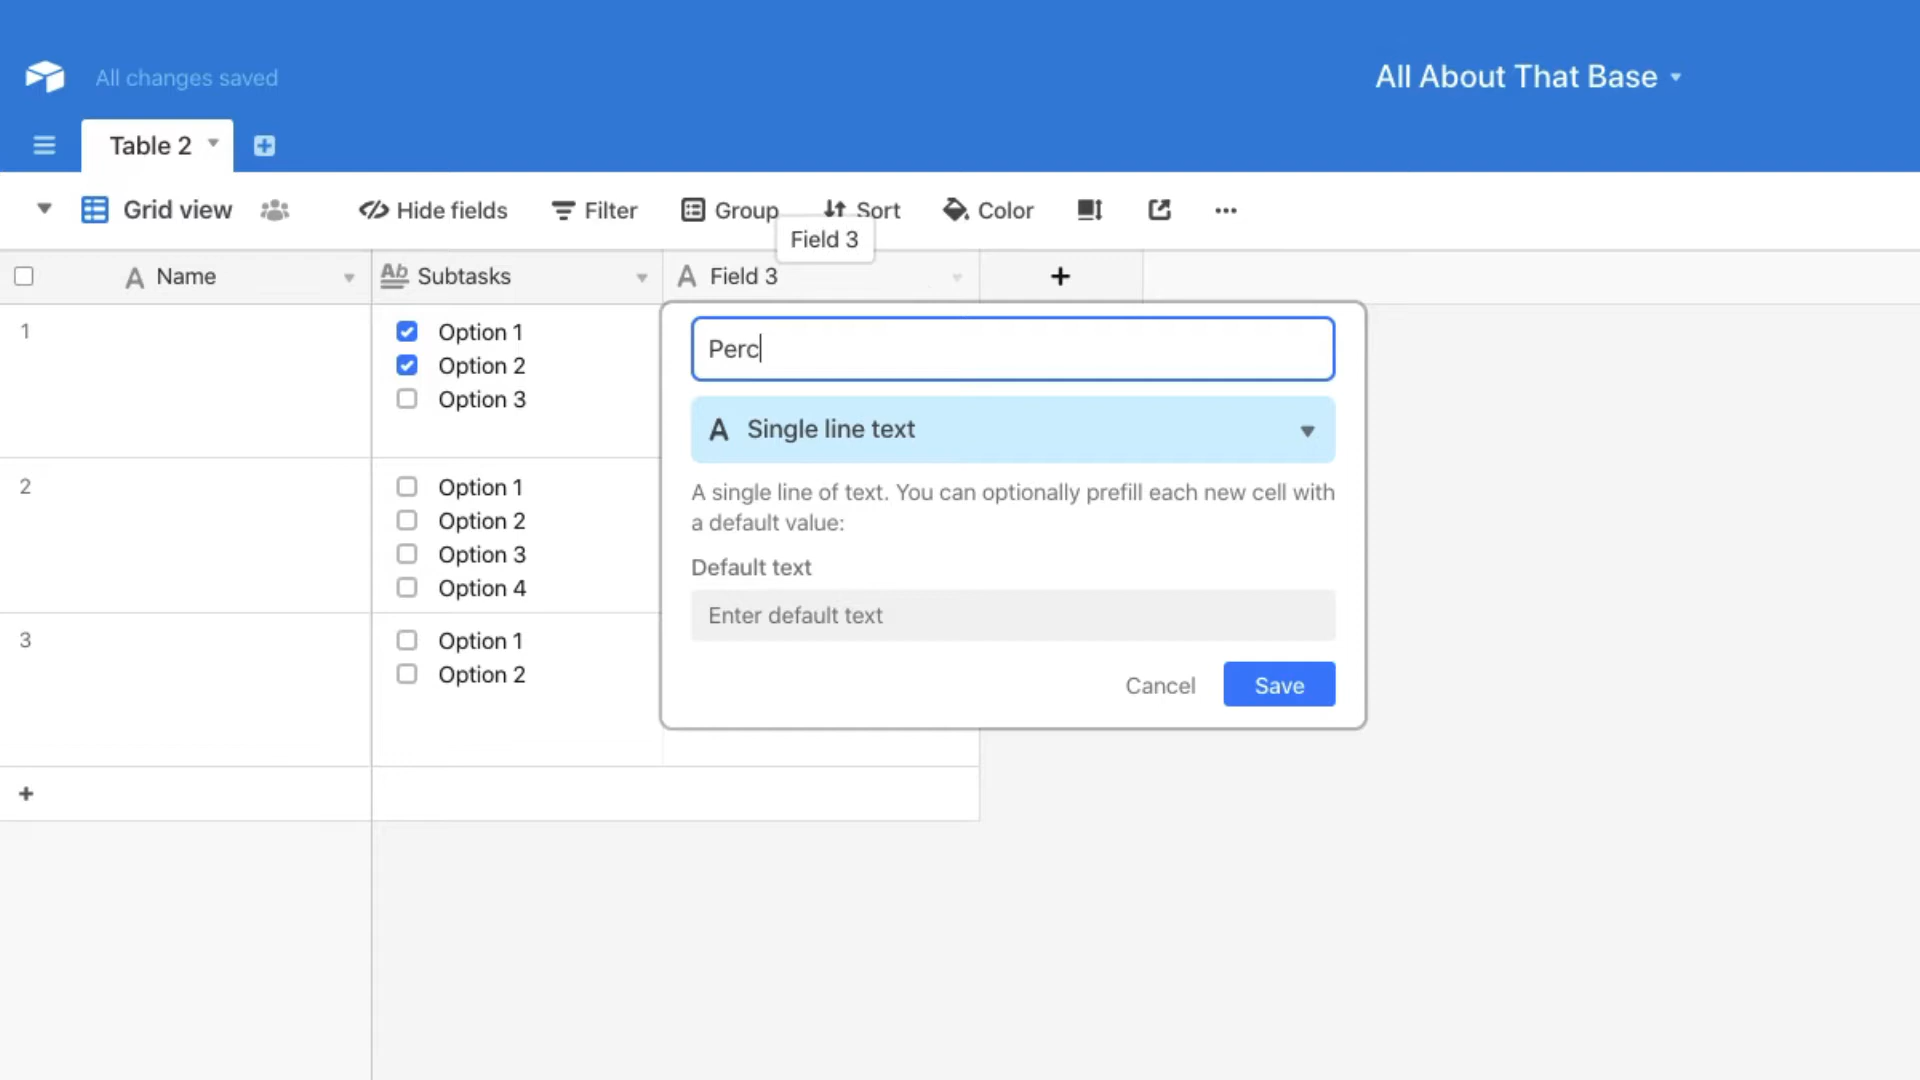 All changes saved
All About That Base
Table 2
Grid view
Hide fields
Filter
Group
Sort
Color
Field 3
A Name
Ab Subtasks
A Field 3
+
1
Option 1
Option 2
Option 3
Perc
A Single line text
A single line of text. You can optionally prefill each new cell with
a default value:
Default text
Enter default text
Cancel
Save
2
Option 1
Option 2
Option 3
Option 4
3
Option 1
Option 2
+